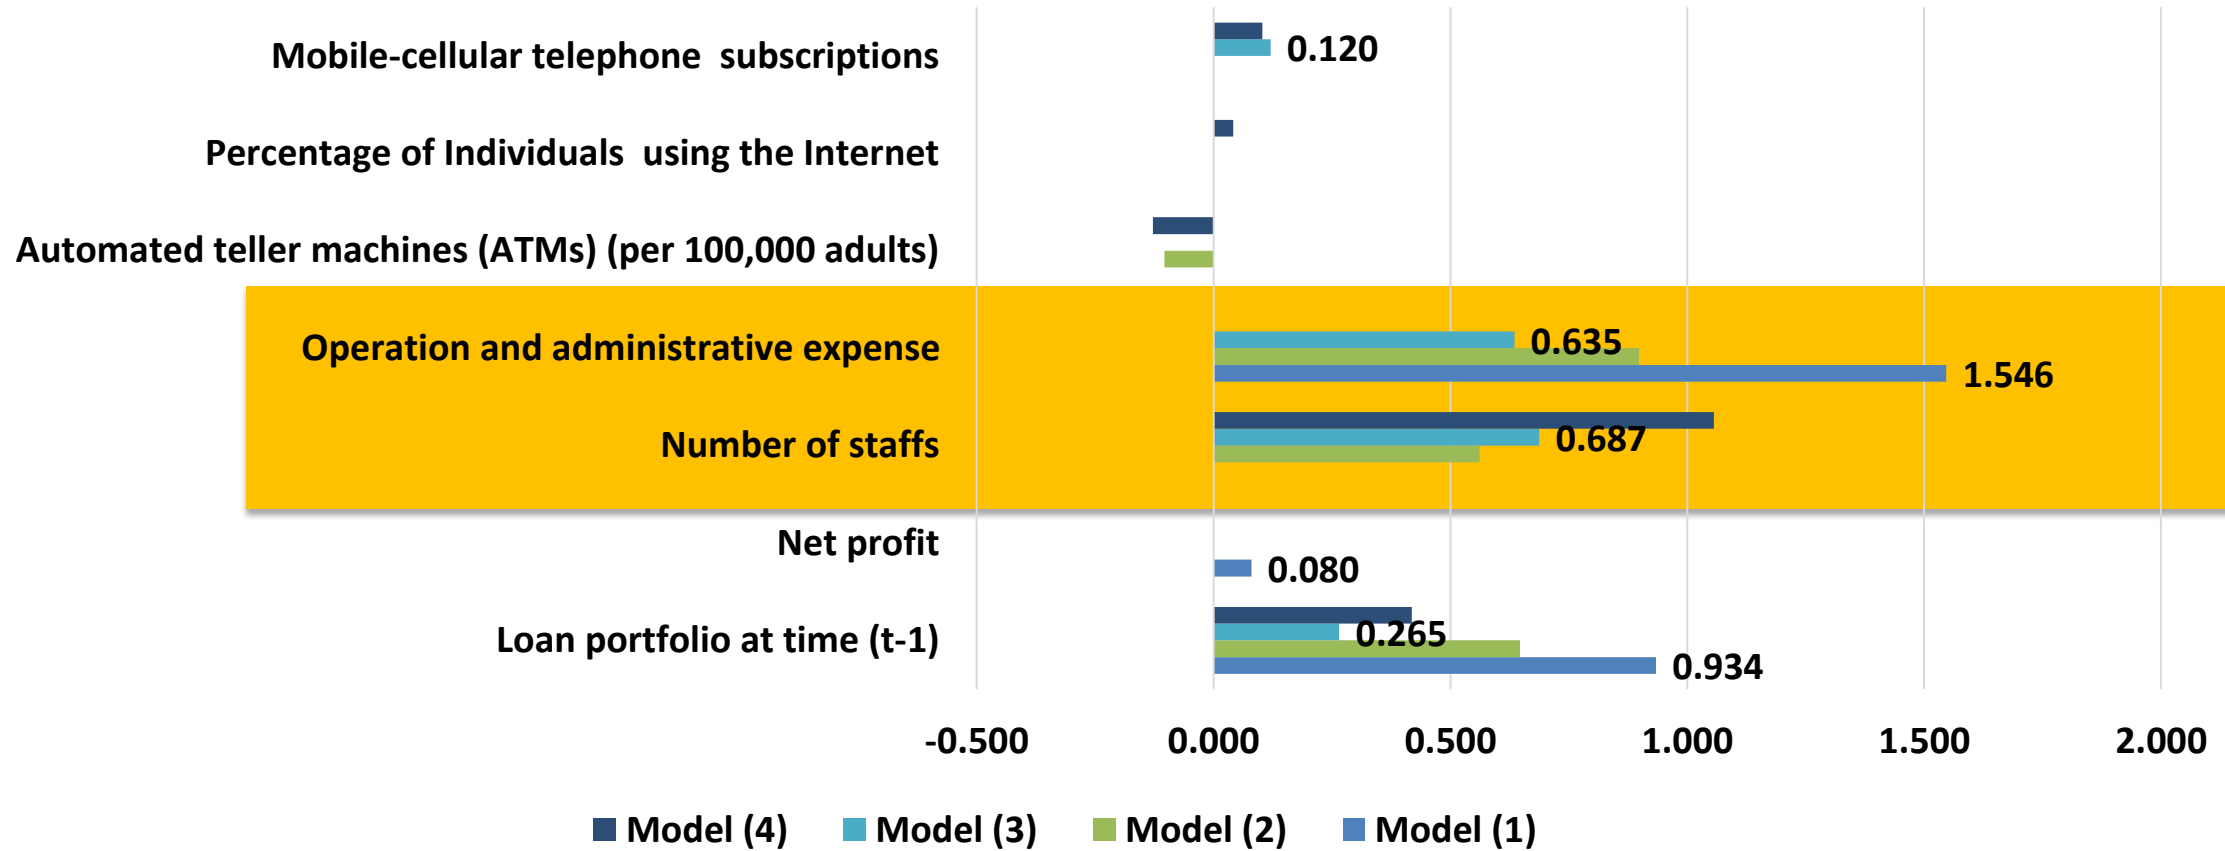 Mobile-cellular telephone  subscriptions
0.120
Percentage of Individuals  using the Internet
Automated teller machines (ATMs) (per 100,000 adults)
Operation and administrative expense
0.635
1.546
Number of staffs
0.687
Net profit
0.080
Loan portfolio at time (t-1)
0.265
0.934
-0.500 0.000 0.500 1.000 1.500 2.000
Model (4) Model (3) Model (2) Model (1)